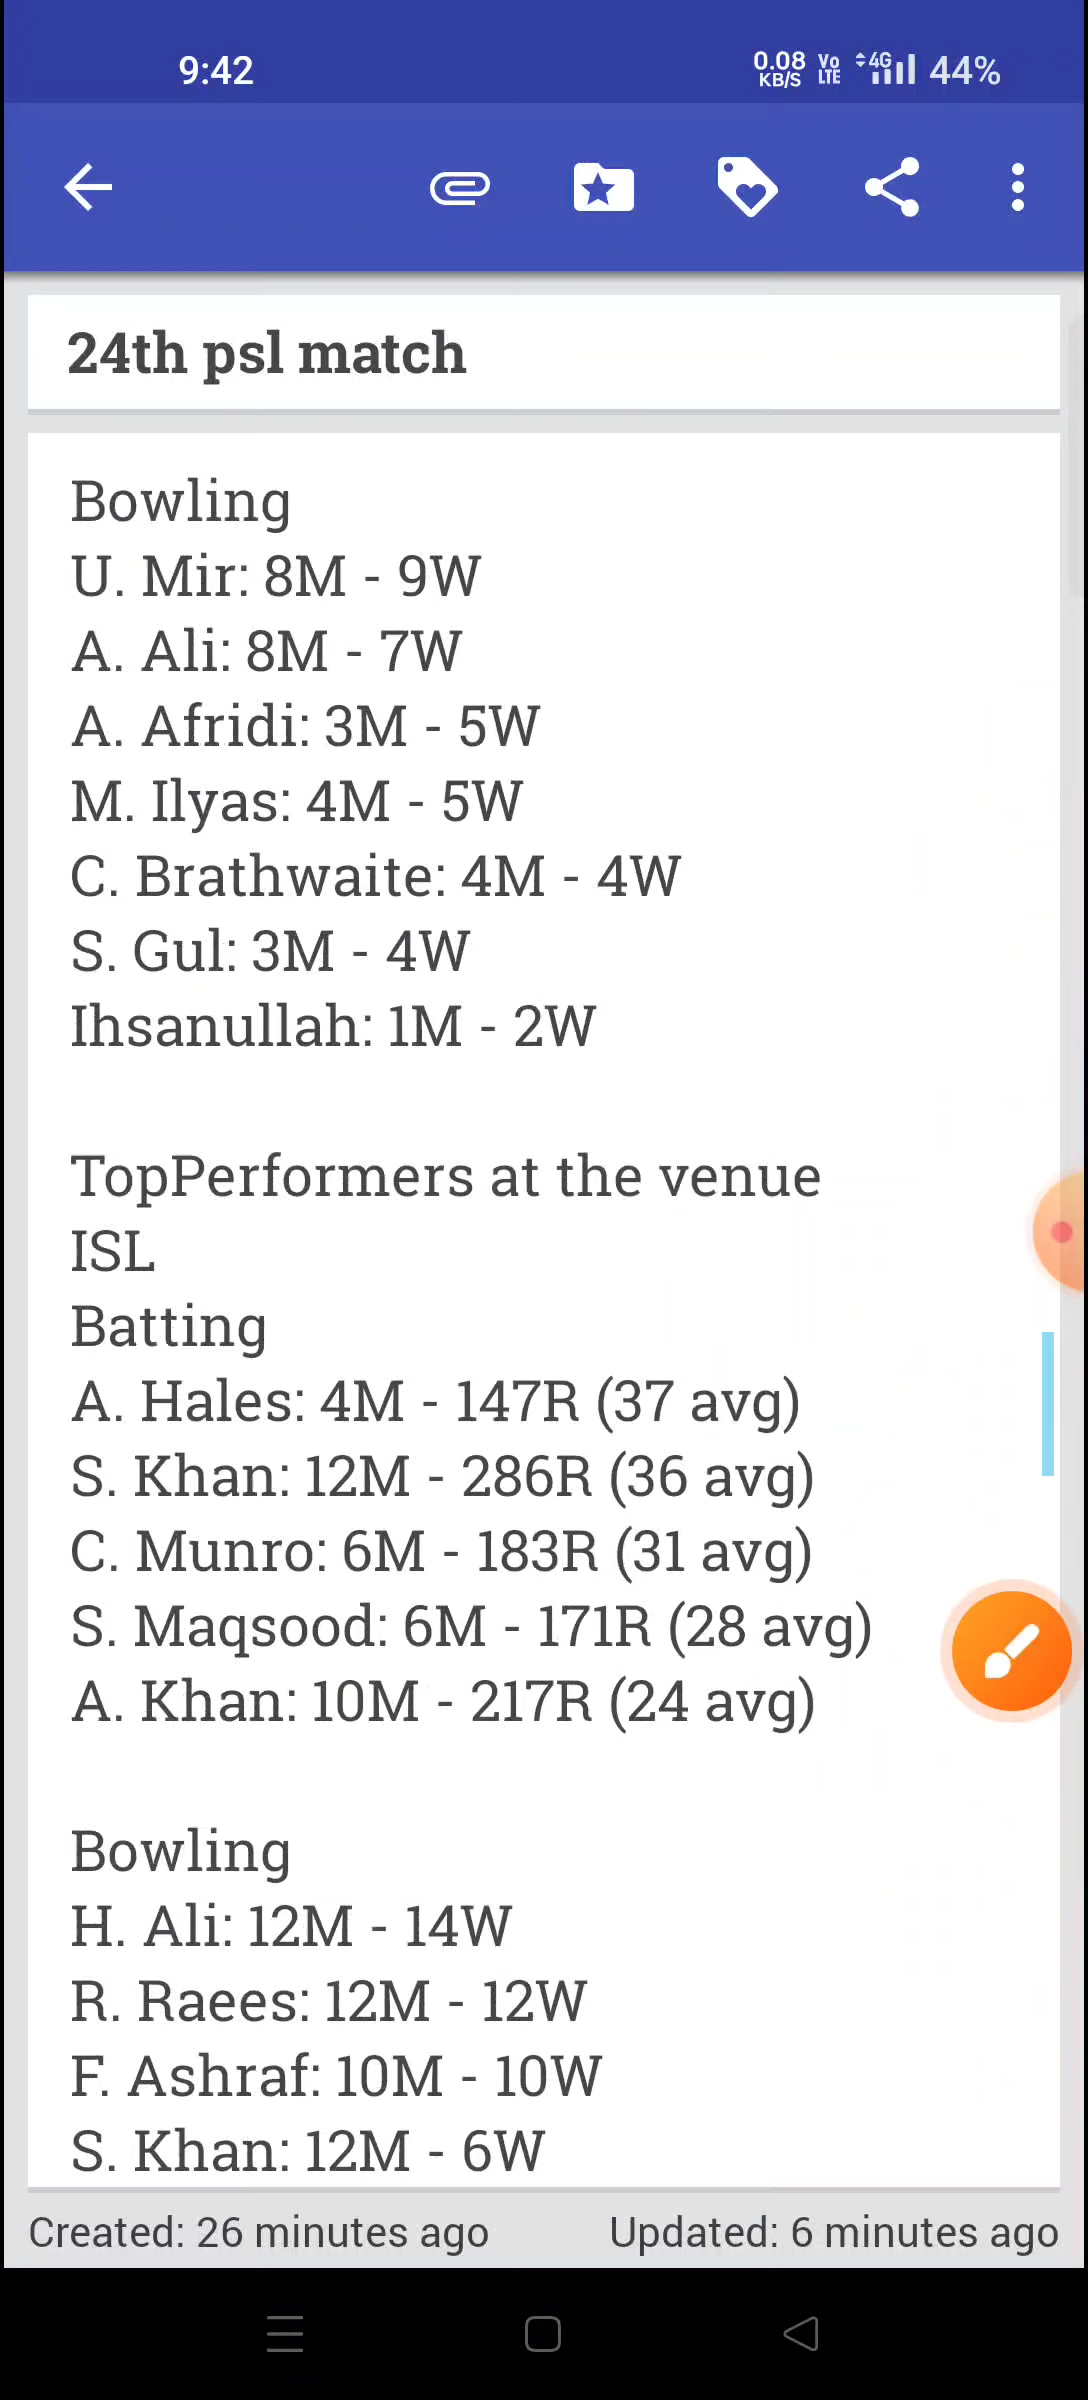 9:42
0.08 KB/S Vo LTE 4G 44%
24th psl match
Bowling
U. Mir: 8M - 9W
A. Ali: 8M - 7W
A. Afridi: 3M - 5W
M. Ilyas: 4M - 5W
C. Brathwaite: 4M - 4W
S. Gul: 3M - 4W
Ihsanullah: 1M - 2W
TopPerformers at the venue
ISL
Batting
A. Hales: 4M - 147R (37 avg)
S. Khan: 12M - 286R (36 avg)
C. Munro: 6M - 183R (31 avg)
S. Maqsood: 6M - 171R (28 avg)
A. Khan: 10M - 217R (24 avg)
Bowling
H. Ali: 12M - 14W
R. Raees: 12M - 12W
F. Ashraf: 10M - 10W
S. Khan: 12M - 6W
Created: 26 minutes ago Updated: 6 minutes ago